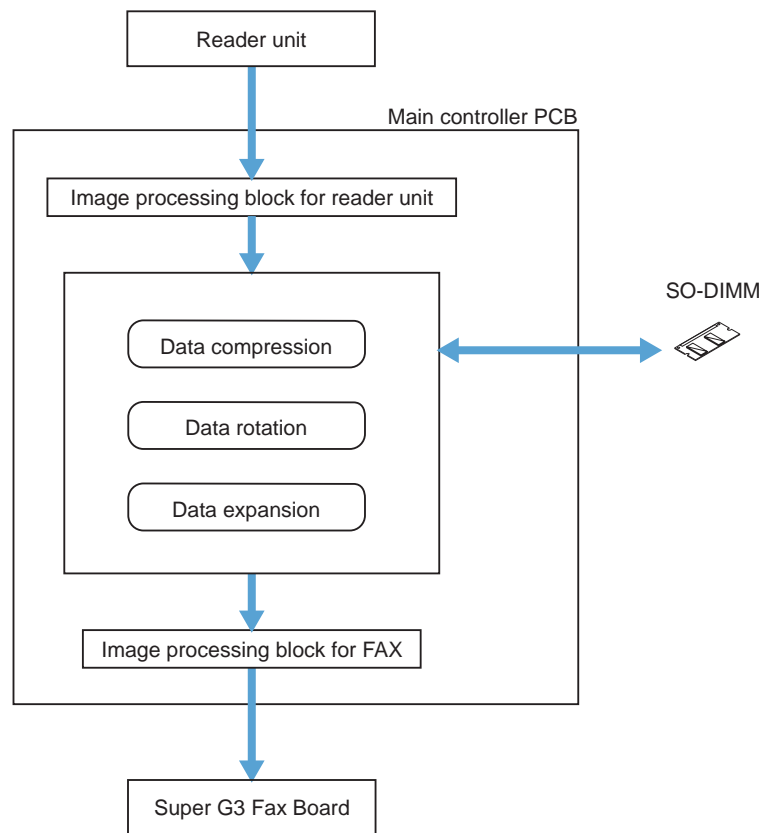 Reader unit
Main controller PCB
Image processing block for reader unit
SO-DIMM
Data compression
Data rotation
Data expansion
Image processing block for FAX
Super G3 Fax Board